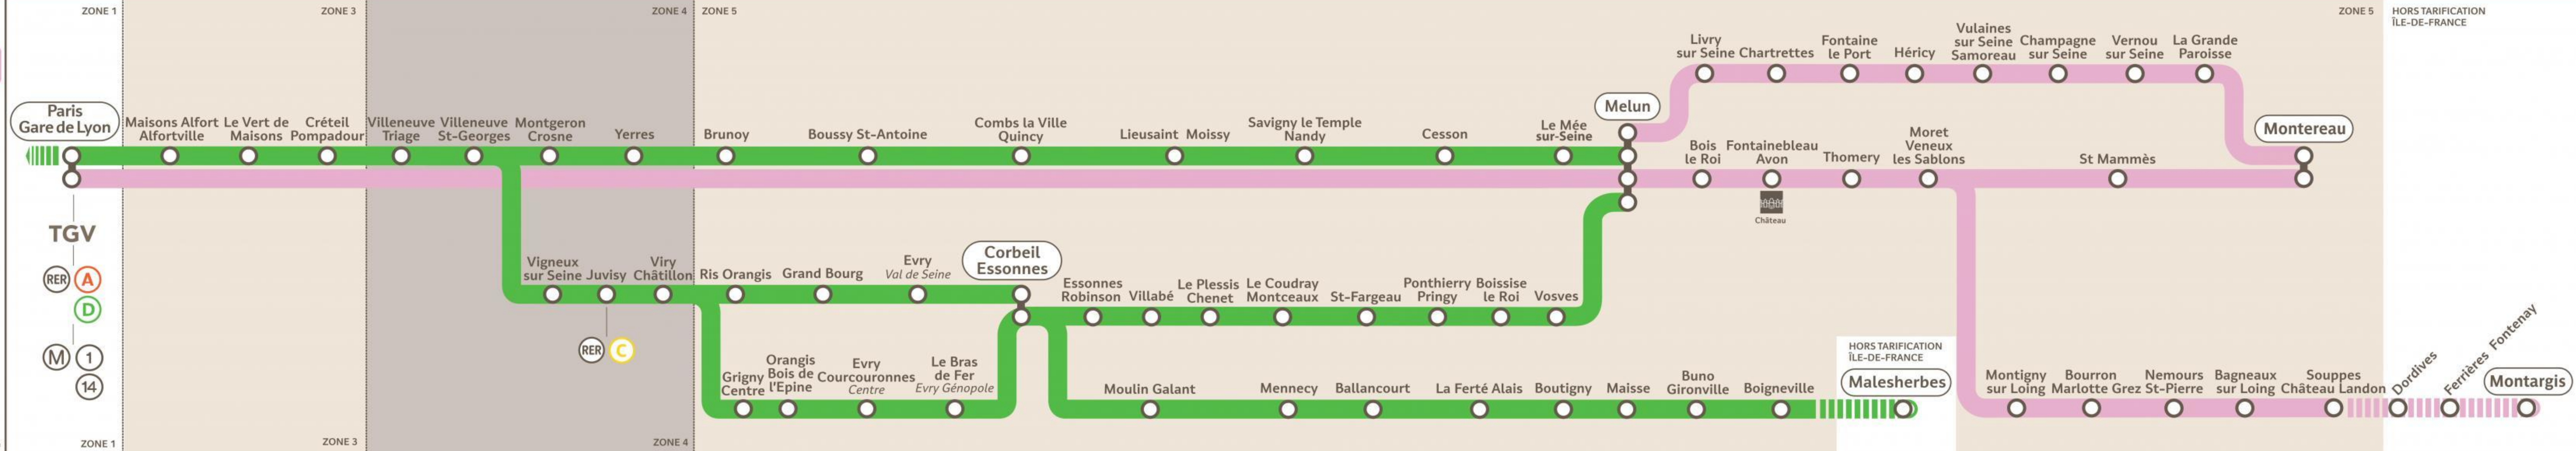 ZONE 1
ZONE 3
ZONE 4
ZONE 5
ZONE 5
HORS TARIFICATION
ÎLE-DE-FRANCE
Paris
Gare de Lyon
Maisons Alfort
Alfortville
Le Vert de
Maisons
Créteil
Pompadour
Villeneuve
Triage
Villeneuve
St-Georges
Montgeron
Crosne
Yerres
Brunoy
Boussy St-Antoine
Combs la Ville
Quincy
Lieusaint Moissy
Savigny le Temple
Nandy
Cesson
Le Mée
sur-Seine
Melun
Livry
sur Seine
Chartrettes
Fontaine
le Port
Héricy
Vulaines
sur Seine
Samoreau
Champagne
sur Seine
Vernou
sur Seine
La Grande
Paroisse
Montereau
Bois
le Roi
Fontainebleau
Avon
Château
Thomery
Moret
Veneux
les Sablons
St Mammès
TGV
RER A
D
M 1
14
Vigneux
sur Seine
Juvisy
RER C
Viry
Châtillon
Ris Orangis
Grand Bourg
Evry
Val de Seine
Corbeil
Essonnes
Essonnes
Robinson
Villabé
Le Plessis
Chenet
Le Coudray
Montceaux
St-Fargeau
Ponthierry
Pringy
Boissise
le Roi
Vosves
Grigny
Centre
Orangis
Bois de
l'Epine
Evry
Courcouronnes
Centre
Le Bras
de Fer
Evry Génopole
Moulin Galant
Mennecy
Ballancourt
La Ferté Alais
Boutigny
Maisse
Buno
Gironville
Boigneville
HORS TARIFICATION
ÎLE-DE-FRANCE
Malesherbes
Montigny
sur Loing
Bourron
Marlotte Grez
Nemours
St-Pierre
Bagneaux
sur Loing
Souppes
Château Landon
Dordives
Ferrières Fontenay
Montargis
ZONE 1
ZONE 3
ZONE 4